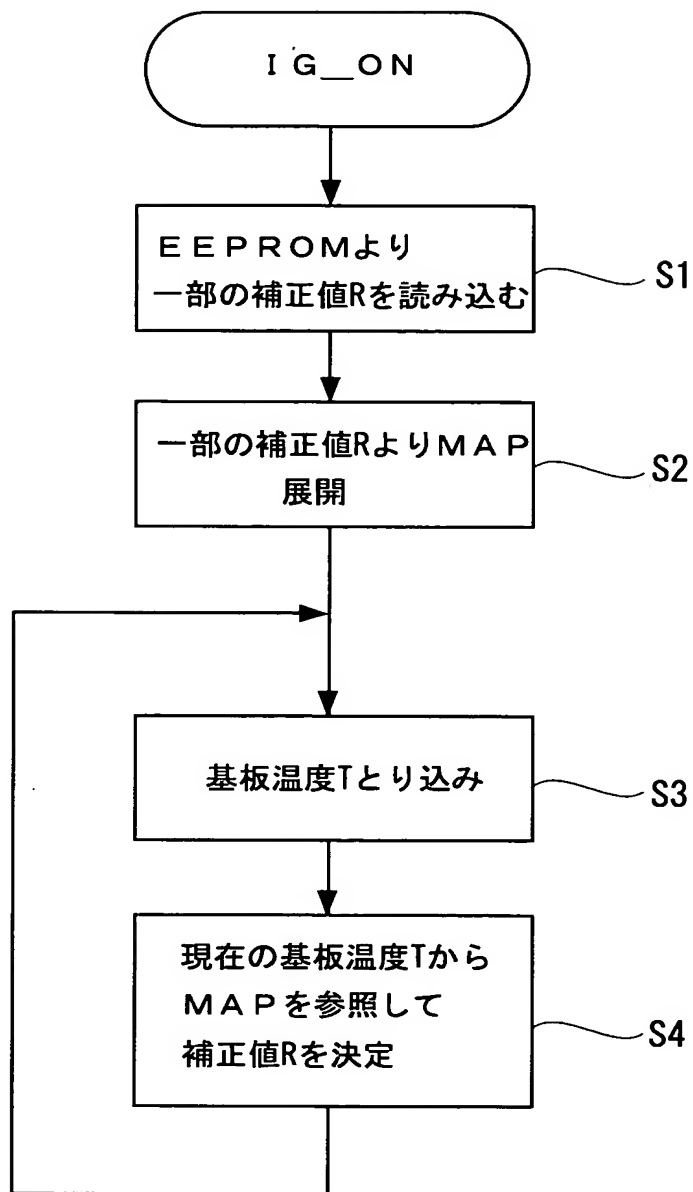 ＩＧ＿ＯＮ
ＥＥＰＲＯＭより
一部の補正値Rを読み込む
S1
一部の補正値RよりＭＡＰ
展開
S2
基板温度Tとり込み
S3
現在の基板温度Tから
ＭＡＰを参照して
補正値Rを決定
S4